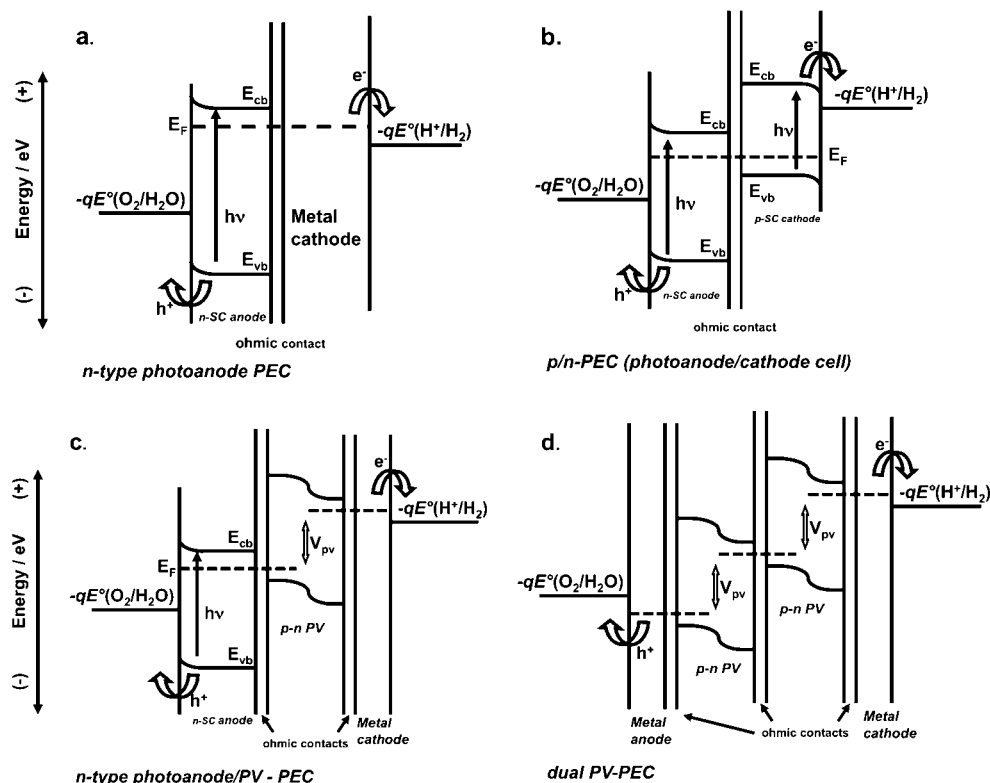 a.
Energy / eV
(+)
(-)
E_cb
E_F
-qE°(H⁺/H₂)
-qE°(O₂/H₂O)
e⁻
hν
Metal
cathode
E_vb
h⁺
n-SC anode
ohmic contact
n-type photoanode PEC
b.
e⁻
E_cb
-qE°(H⁺/H₂)
E_cb
hν
E_F
-qE°(O₂/H₂O)
E_vb
p-SC cathode
hν
E_vb
h⁺
n-SC anode
ohmic contact
p/n-PEC (photoanode/cathode cell)
c.
Energy / eV
(+)
(-)
e⁻
-qE°(H⁺/H₂)
V_pv
E_cb
E_F
-qE°(O₂/H₂O)
hν
p-n PV
E_vb
h⁺
n-SC anode
ohmic contacts
Metal
cathode
n-type photoanode/PV - PEC
d.
e⁻
-qE°(H⁺/H₂)
V_pv
-qE°(O₂/H₂O)
V_pv
p-n PV
h⁺
p-n PV
Metal
anode
ohmic contacts
Metal
cathode
dual PV-PEC